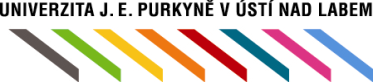 UNIVERZITA J. E. PURKYNĚ V ÚSTÍ NAD LABEM